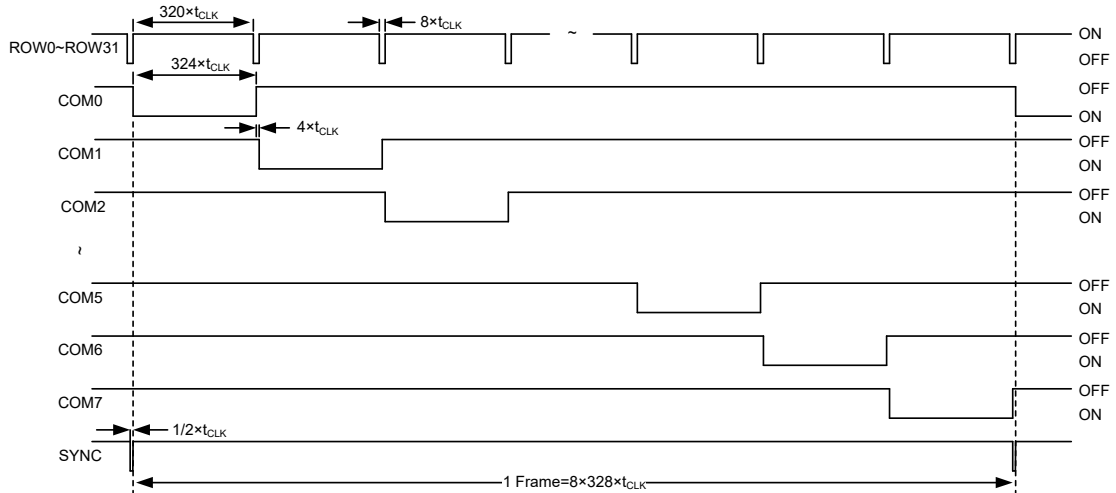 320×tCLK
8×tCLK
ROW0~ROW31
~
ON
OFF
324×tCLK
COM0
OFF
ON
4×tCLK
COM1
OFF
ON
COM2
OFF
ON
~
COM5
OFF
ON
COM6
OFF
ON
COM7
OFF
ON
1/2×tCLK
SYNC
1 Frame=8×328×tCLK